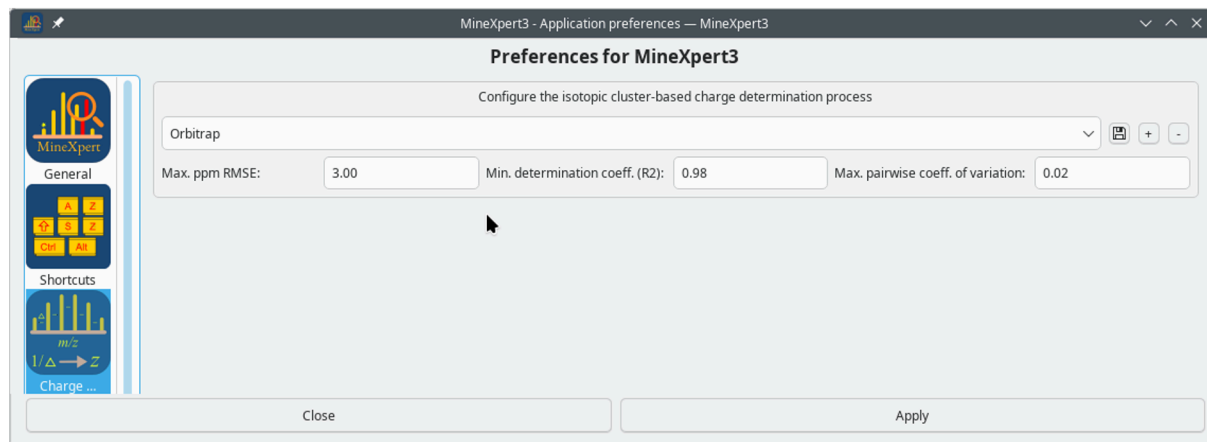 MineXpert3 - Application preferences — MineXpert3
Preferences for MineXpert3
MineXpert
General
A Z
S Z
Ctrl Alt
Shortcuts
m/z
1/△ → Z
Charge ...
Configure the isotopic cluster-based charge determination process
Orbitrap
+ -
Max. ppm RMSE: 3.00 Min. determination coeff. (R2): 0.98 Max. pairwise coeff. of variation: 0.02
Close Apply